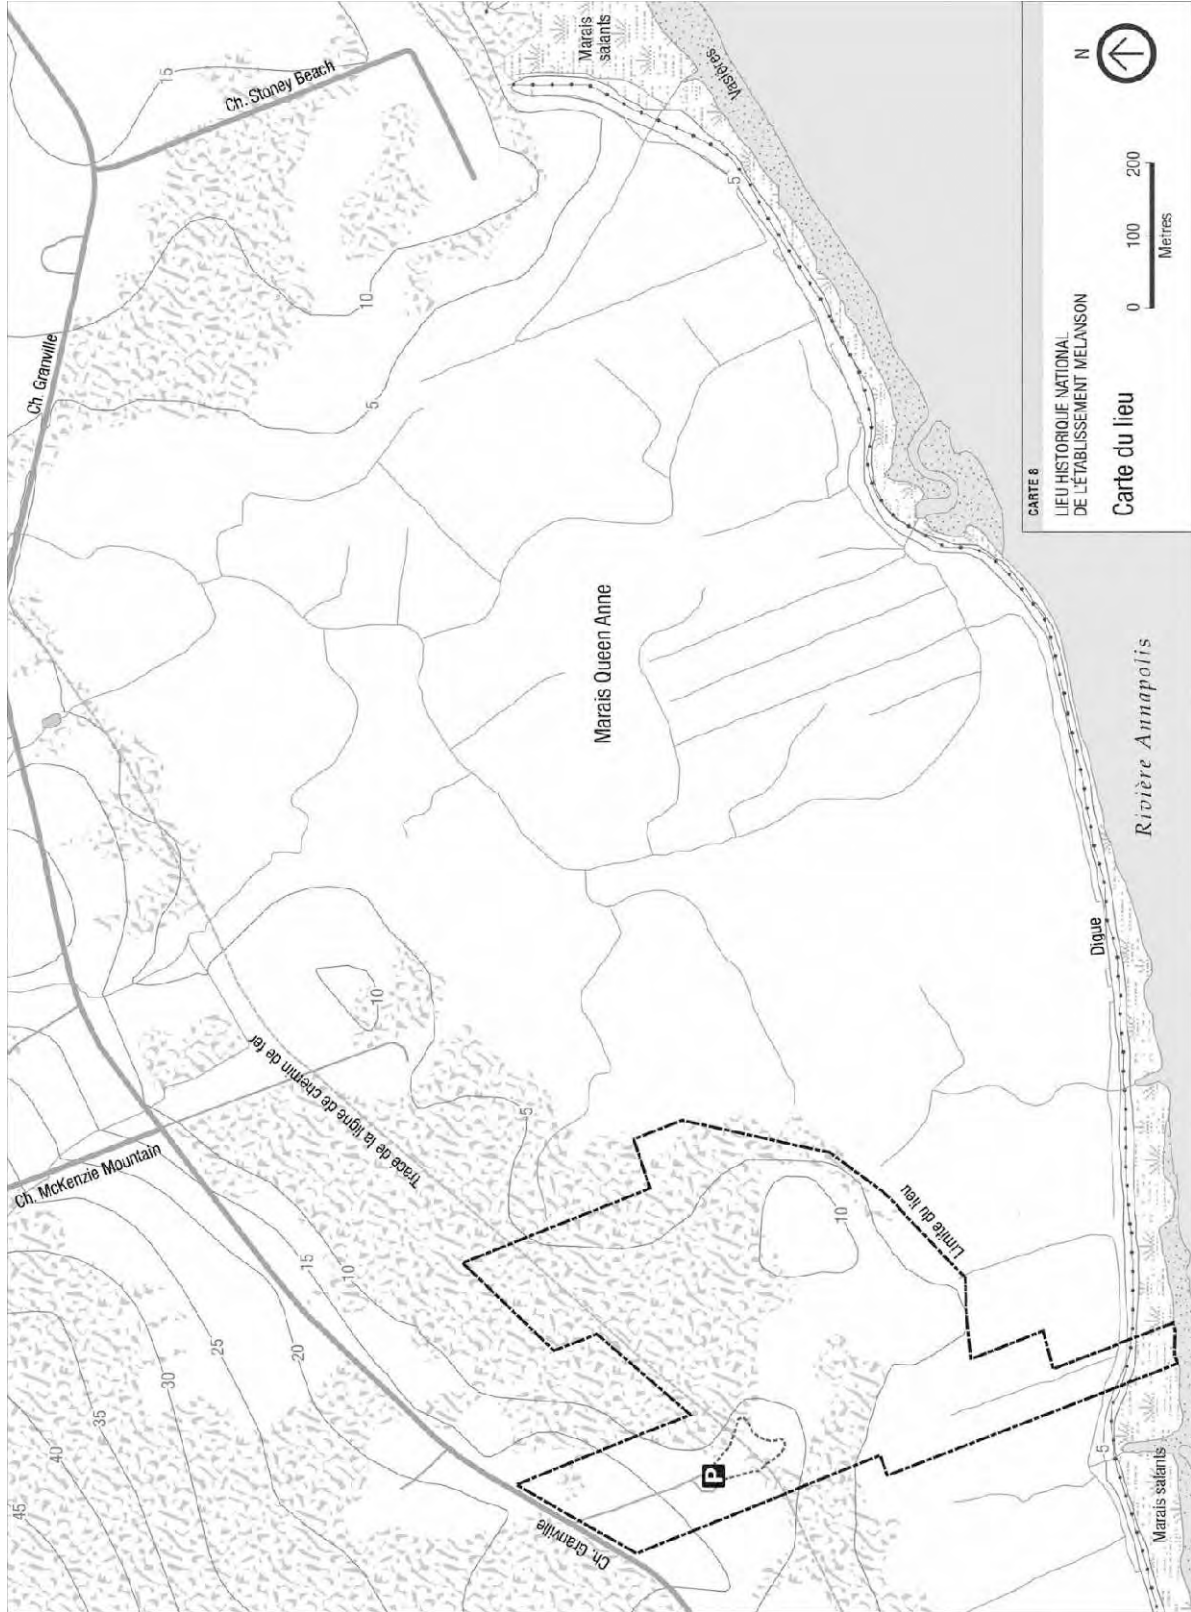 45
40
35
30
25
20
15
10
Ch. McKenzie Mountain
Ch. Granville
Tracé de la ligne de chemin de fer
10
5
Limite du lieu
10
P
Ch. Granville
Ch. Stoney Beach
15
10
5
Marais Queen Anne
Marais
salants
Vasières
5
Digue
Rivière Annapolis
5
Marais salants
CARTE 8
LIEU HISTORIQUE NATIONAL
DE L'ÉTABLISSEMENT MELANSON
Carte du lieu
0 100 200
Metres
N